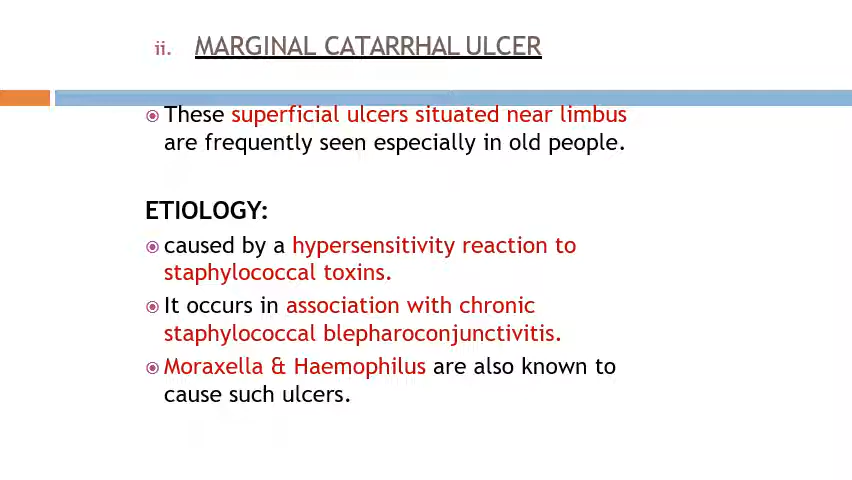 ii. MARGINAL CATARRHAL ULCER
These superficial ulcers situated near limbus
are frequently seen especially in old people.
ETIOLOGY:
caused by a hypersensitivity reaction to
staphylococcal toxins.
It occurs in association with chronic
staphylococcal blepharoconjunctivitis.
Moraxella & Haemophilus are also known to
cause such ulcers.